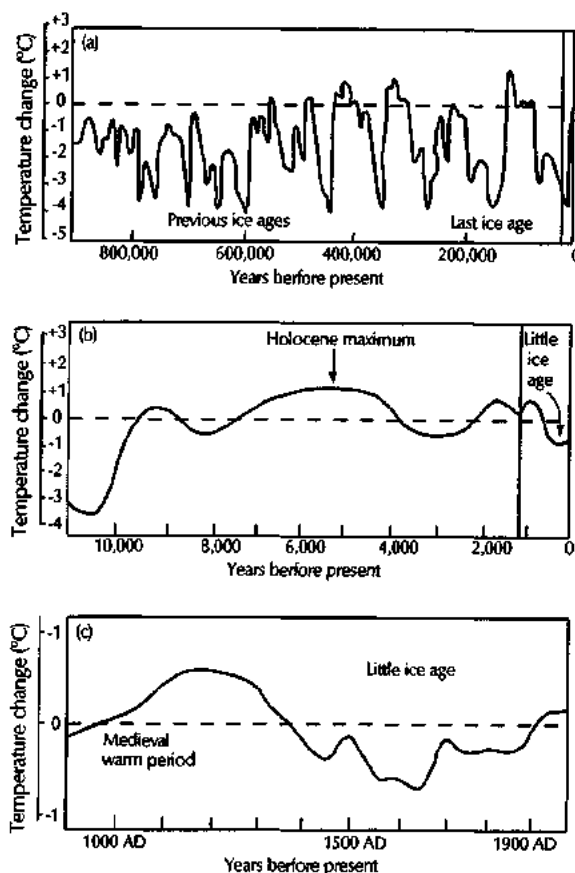 Temperature change (°C)
+3
(a)
+2
+1
0
-1
-2
-3
-4
-5
Previous ice ages
Last ice age
800,000
600,000
400,000
200,000
0
Years berfore present
Temperature change (°C)
+3
(b)
+2
+1
0
-1
-2
-3
-4
Holocene maximum
Little
ice
age
10,000
8,000
6,000
4,000
2,000
0
Years berfore present
Temperature change (°C)
-1
(c)
0
-1
Little ice age
Medieval
warm period
1000 AD
1500 AD
1900 AD
Years berfore present